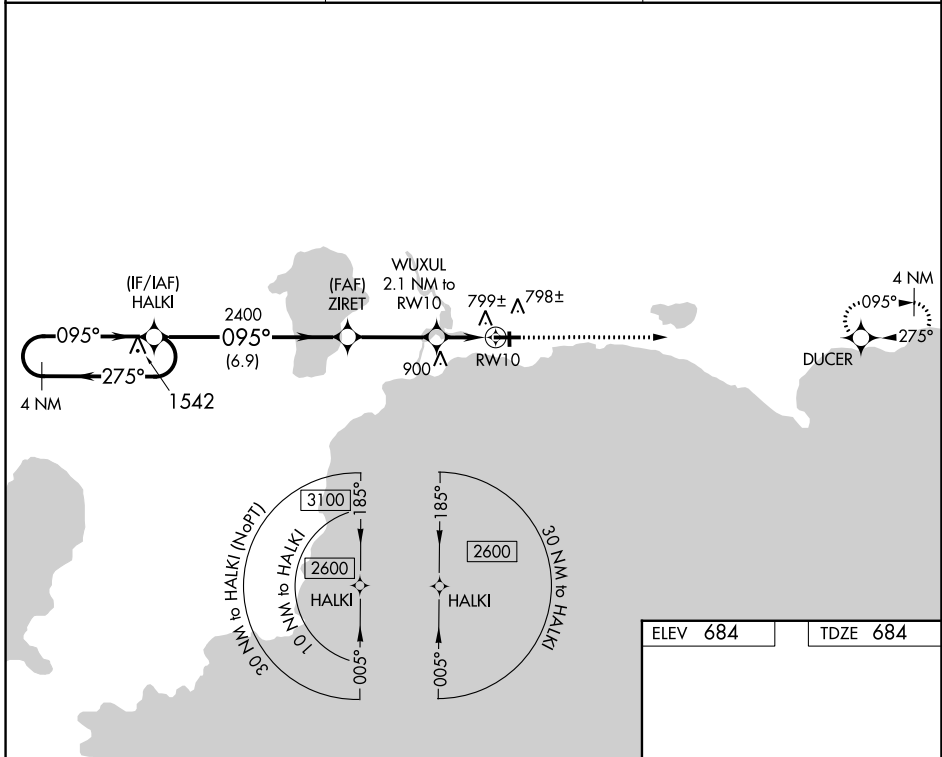 (IF/IAF)
HALKI
2400
095°
(6.9)
095°
275°
4 NM
1542
(FAF)
ZIRET
WUXUL
2.1 NM to
RW10
900
799±
798±
RW10
4 NM
095°
275°
DUCER
30 NM to HALKI (NoPT)
3100
185°
10 NM to HALKI
2600
HALKI
005°
185°
2600
HALKI
30 NM to HALKI
005°
ELEV 684
TDZE 684